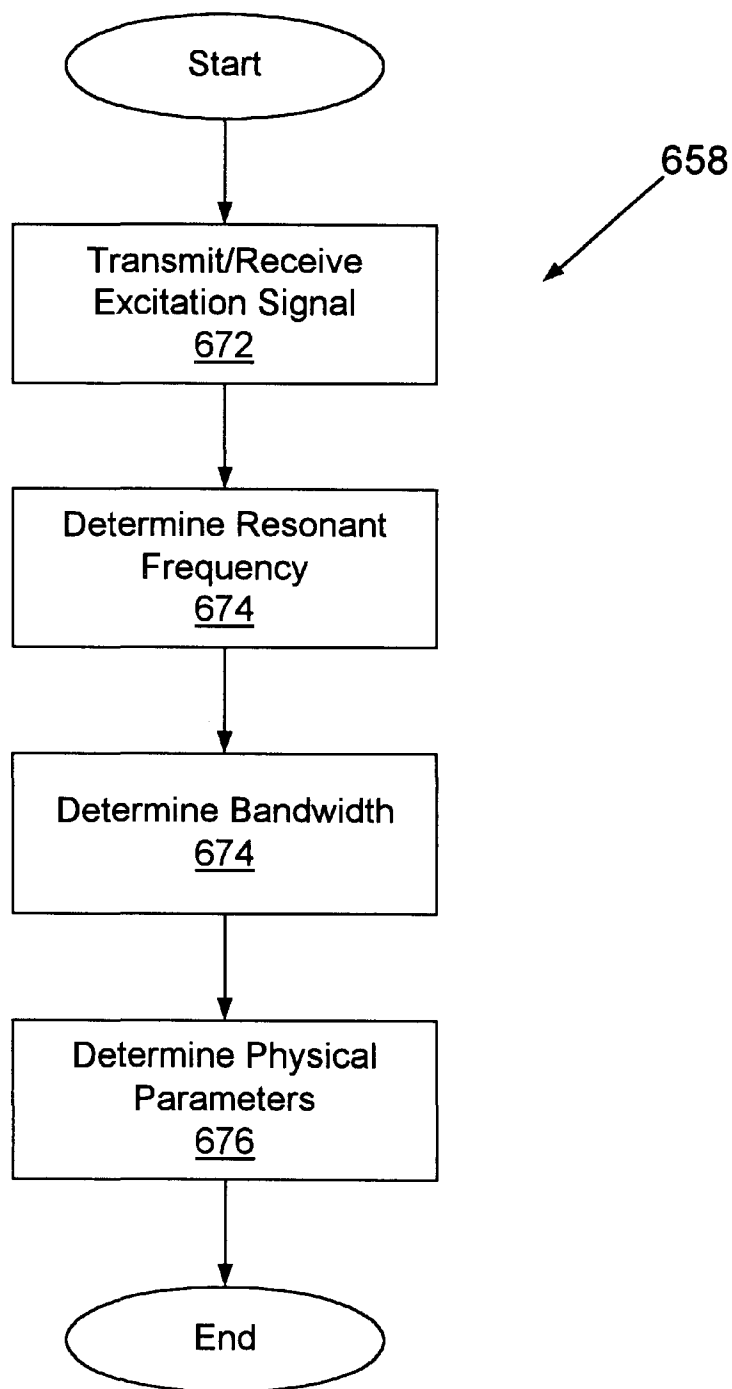 Start
658
Transmit/Receive
Excitation Signal
672
Determine Resonant
Frequency
674
Determine Bandwidth
674
Determine Physical
Parameters
676
End